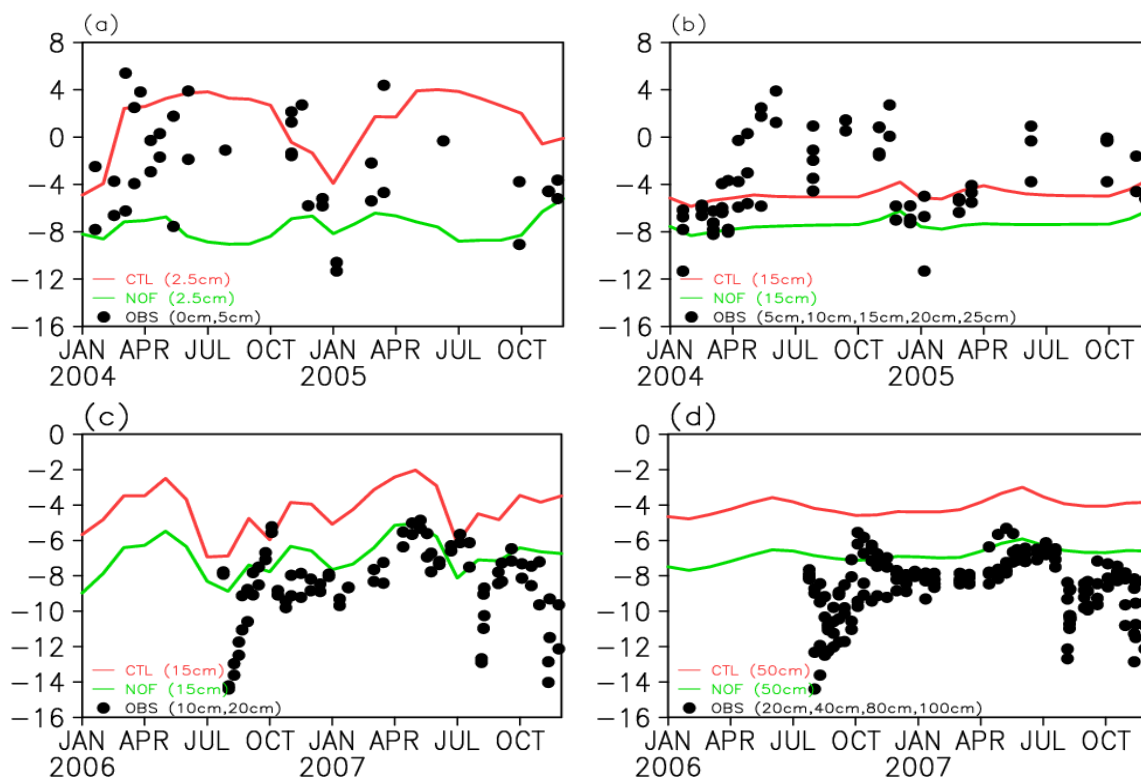 (a)
8
4
0
−4
−8
−12
−16
CTL (2.5cm)
NOF (2.5cm)
OBS (0cm,5cm)
JAN APR JUL OCT JAN APR JUL OCT
2004 2005
(b)
8
4
0
−4
−8
−12
−16
CTL (15cm)
NOF (15cm)
OBS (5cm,10cm,15cm,20cm,25cm)
JAN APR JUL OCT JAN APR JUL OCT
2004 2005
(c)
0
−2
−4
−6
−8
−10
−12
−14
−16
CTL (15cm)
NOF (15cm)
OBS (10cm,20cm)
JAN APR JUL OCT JAN APR JUL OCT
2006 2007
(d)
0
−2
−4
−6
−8
−10
−12
−14
−16
CTL (50cm)
NOF (50cm)
OBS (20cm,40cm,80cm,100cm)
JAN APR JUL OCT JAN APR JUL OCT
2006 2007